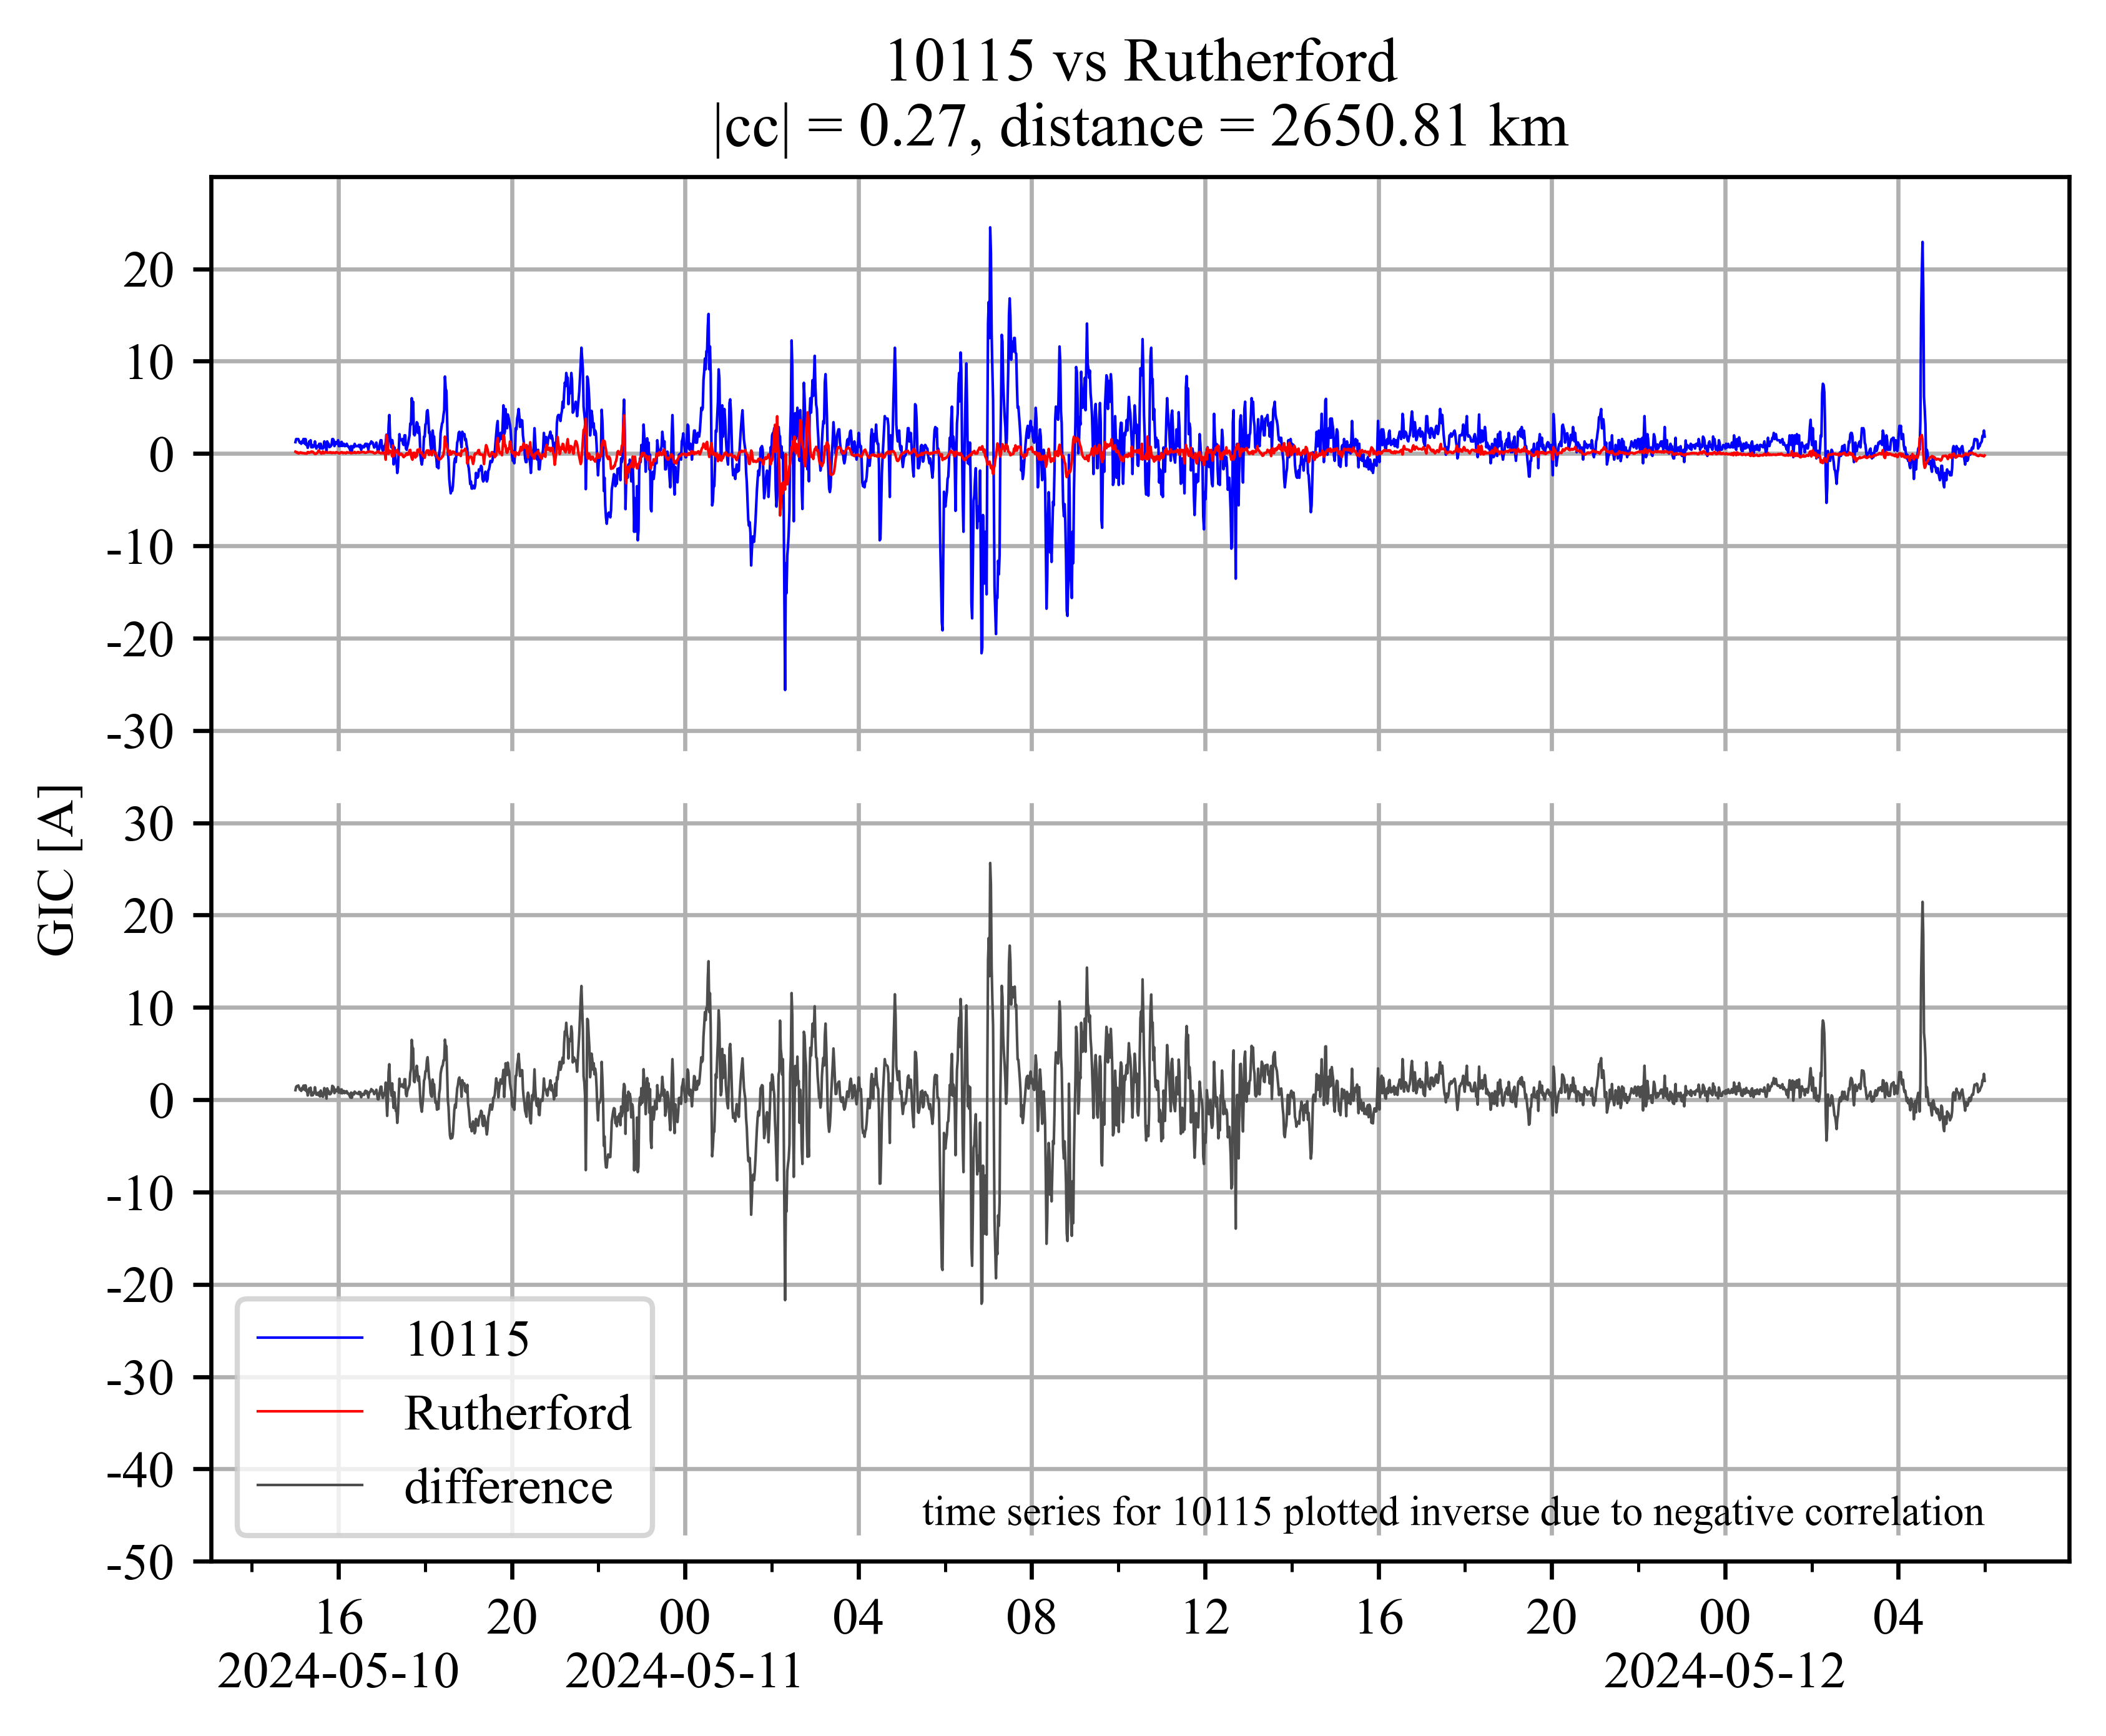 10115 vs Rutherford
|cc| = 0.27, distance = 2650.81 km
20
10
0
-10
-20
-30
30
20
10
0
-10
-20
-30
-40
-50
GIC [A]
10115
Rutherford
difference
time series for 10115 plotted inverse due to negative correlation
16 20 00 04 08 12 16 20 00 04
2024-05-10 2024-05-11 2024-05-12